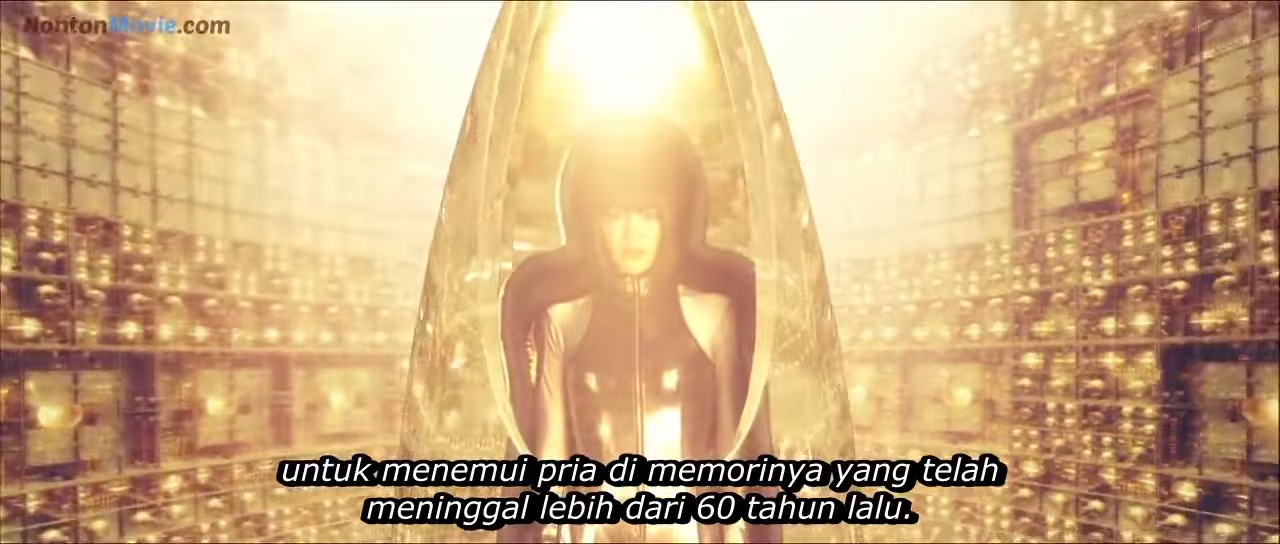 NontonMovie.com
untuk menemui pria di memorinya yang telah
meninggal lebih dari 60 tahun lalu.